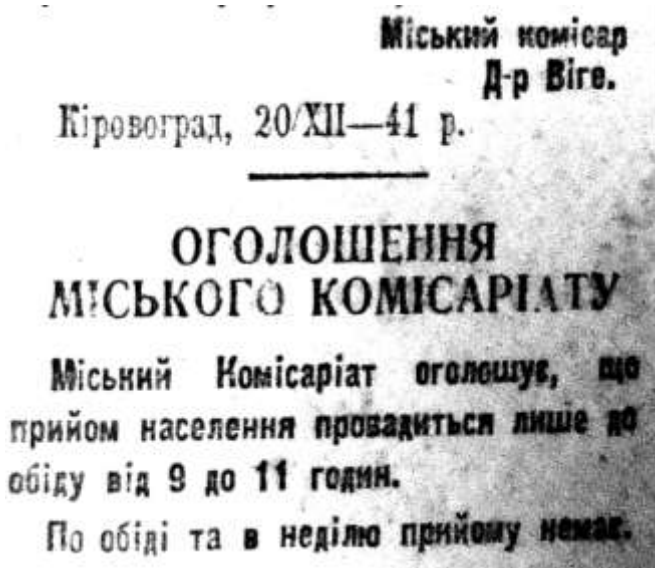 Міський комісар
Д-р Віге.
Кіровоград, 20/XII—41 р.
ОГОЛОШЕННЯ
МІСЬКОГО КОМІСАРІАТУ
Міський Комісаріат оголошує, що
прийом населення провадиться лише до
обіду від 9 до 11 годин.
По обіді та в неділю прийому немає.